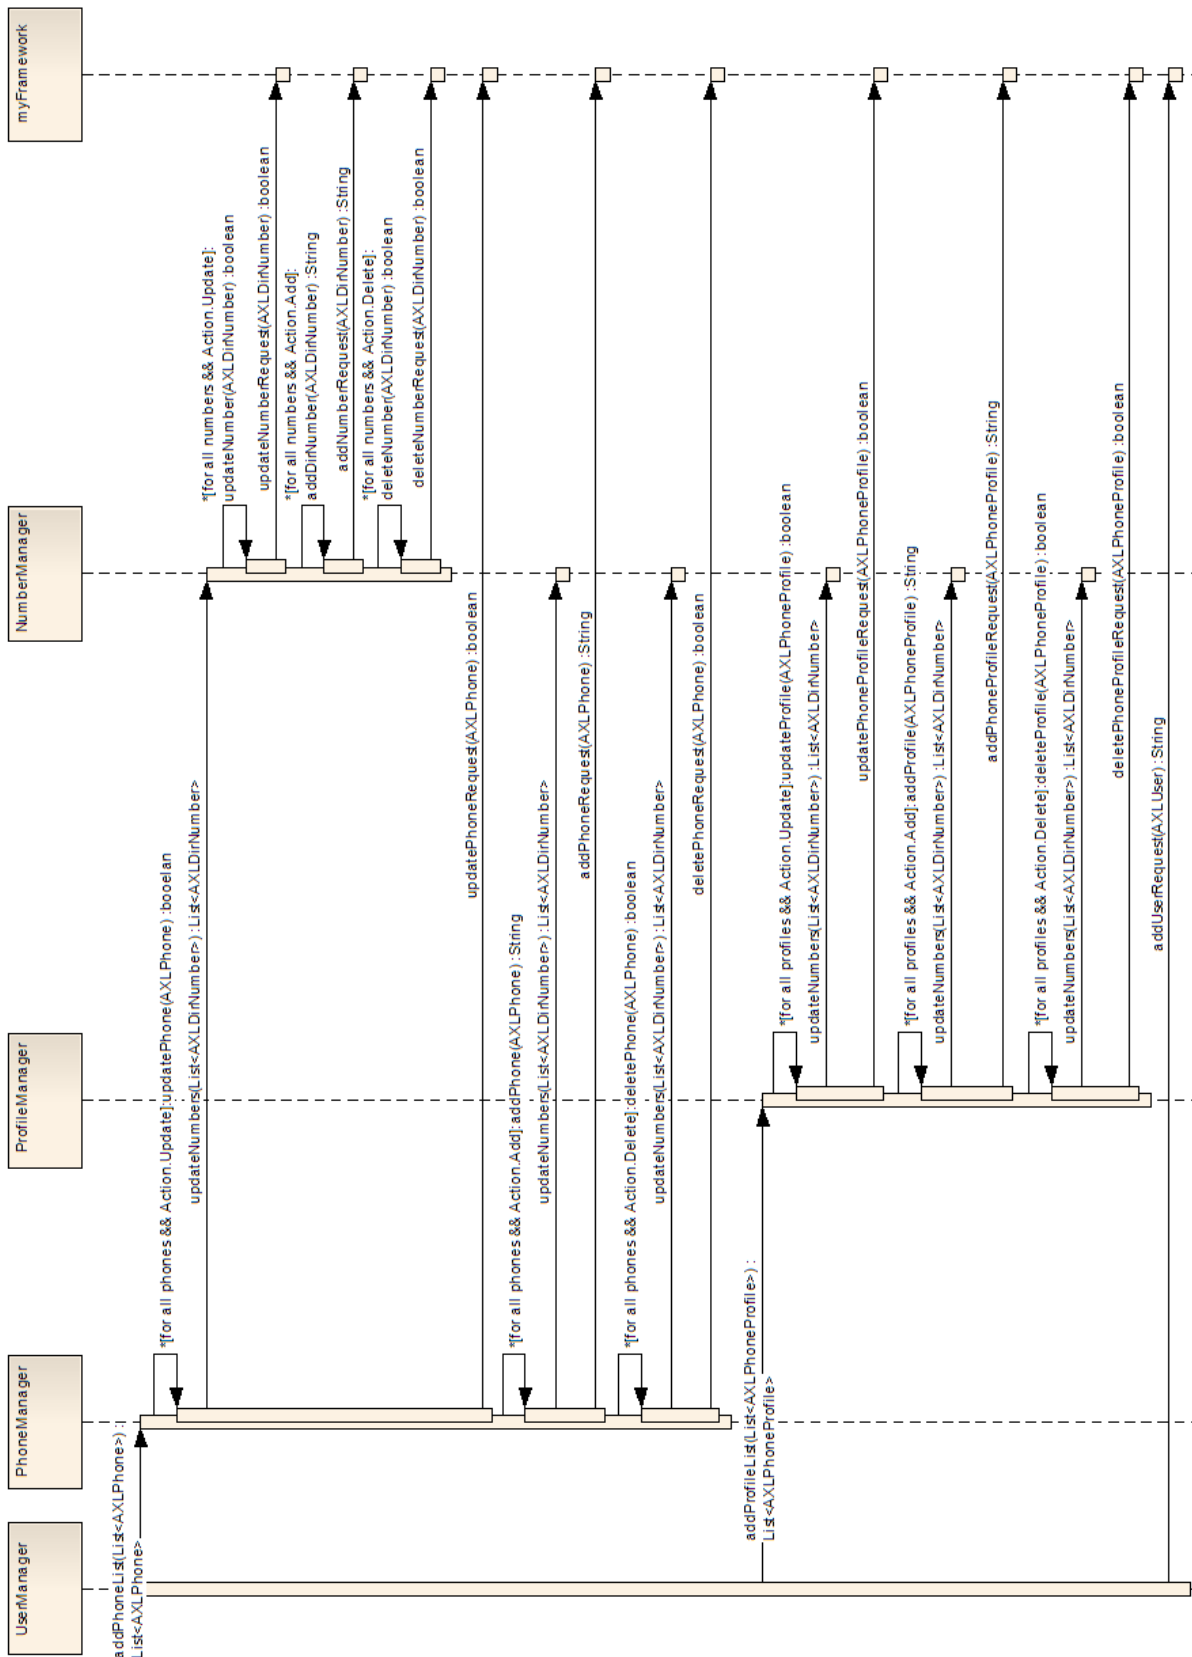 UserManager
PhoneManager
ProfileManager
NumberManager
myFramework
addPhoneList(List<AXLPhone>) :
List<AXLPhone>
*[for all phones && Action.Update]:updatePhone(AXLPhone) :booelan
updateNumbers(List<AXLDirNumber>) :List<AXLDirNumber>
*[for all numbers && Action.Update]:
updateNumber(AXLDirNumber) :boolean
updateNumberRequest(AXLDirNumber) :boolean
*[for all numbers && Action.Add]:
addDirNumber(AXLDirNumber) :String
addNumberRequest(AXLDirNumber) :String
*[for all numbers && Action.Delete]:
deleteNumber(AXLDirNumber) :boolean
deleteNumberRequest(AXLDirNumber) :boolean
updatePhoneRequest(AXLPhone) :boolean
*[for all phones && Action.Add]:addPhone(AXLPhone) :String
updateNumbers(List<AXLDirNumber>) :List<AXLDirNumber>
addPhoneRequest(AXLPhone) :String
*[for all phones && Action.Delete]:deletePhone(AXLPhone) :boolean
updateNumbers(List<AXLDirNumber>) :List<AXLDirNumber>
deletePhoneRequest(AXLPhone) :boolean
addProfileList(List<AXLPhoneProfile>) :
List<AXLPhoneProfile>
*[for all profiles && Action.Update]:updateProfile(AXLPhoneProfile) :boolean
updateNumbers(List<AXLDirNumber>) :List<AXLDirNumber>
updatePhoneProfileRequest(AXLPhoneProfile) :boolean
*[for all profiles && Action.Add]:addProfile(AXLPhoneProfile) :String
updateNumbers(List<AXLDirNumber>) :List<AXLDirNumber>
addPhoneProfileRequest(AXLPhoneProfile) :String
*[for all profiles && Action.Delete]:deleteProfile(AXLPhoneProfile) :boolean
updateNumbers(List<AXLDirNumber>) :List<AXLDirNumber>
deletePhoneProfileRequest(AXLPhoneProfile) :boolean
addUserRequest(AXLUser) :String